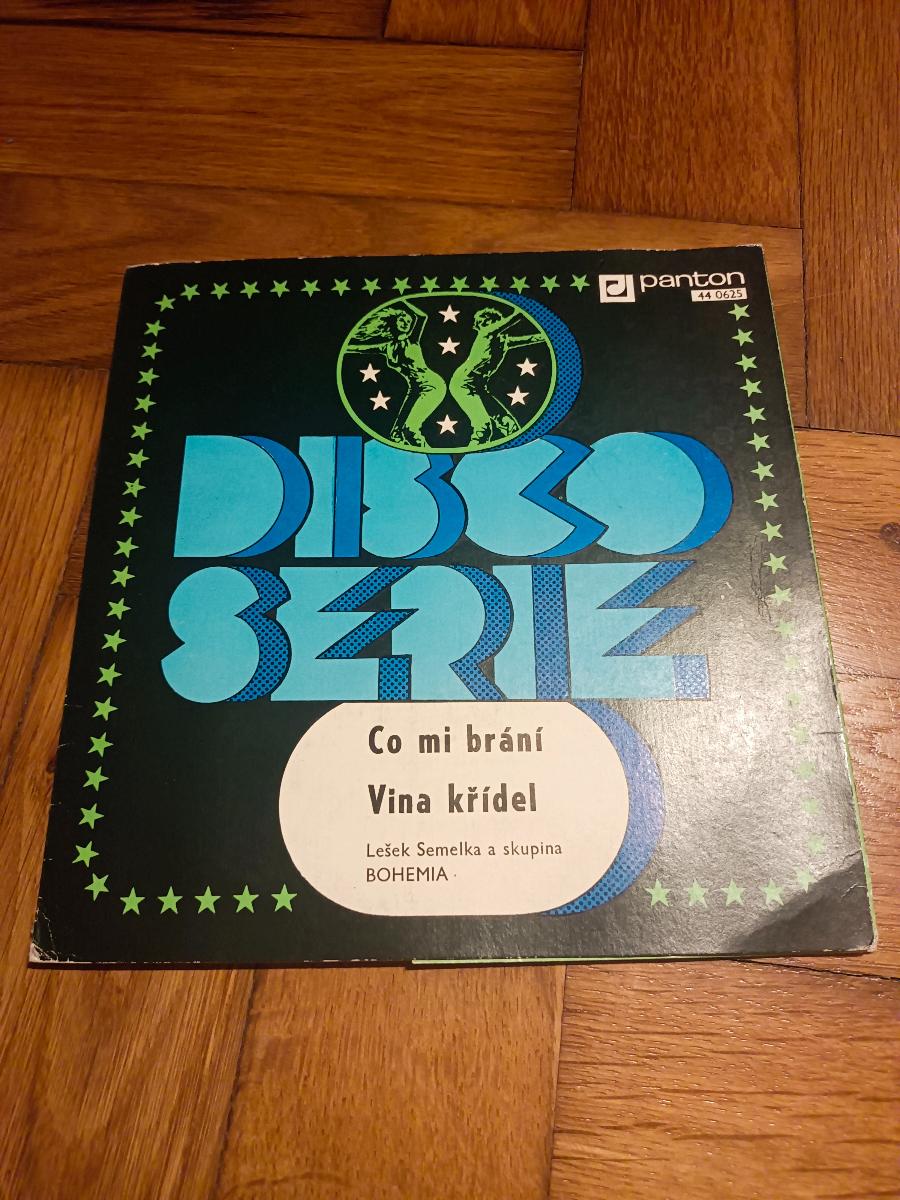 panton
44 0625
DISCO
SERIE
Co mi brání
Vina křídel
Lešek Semelka a skupina
BOHEMIA